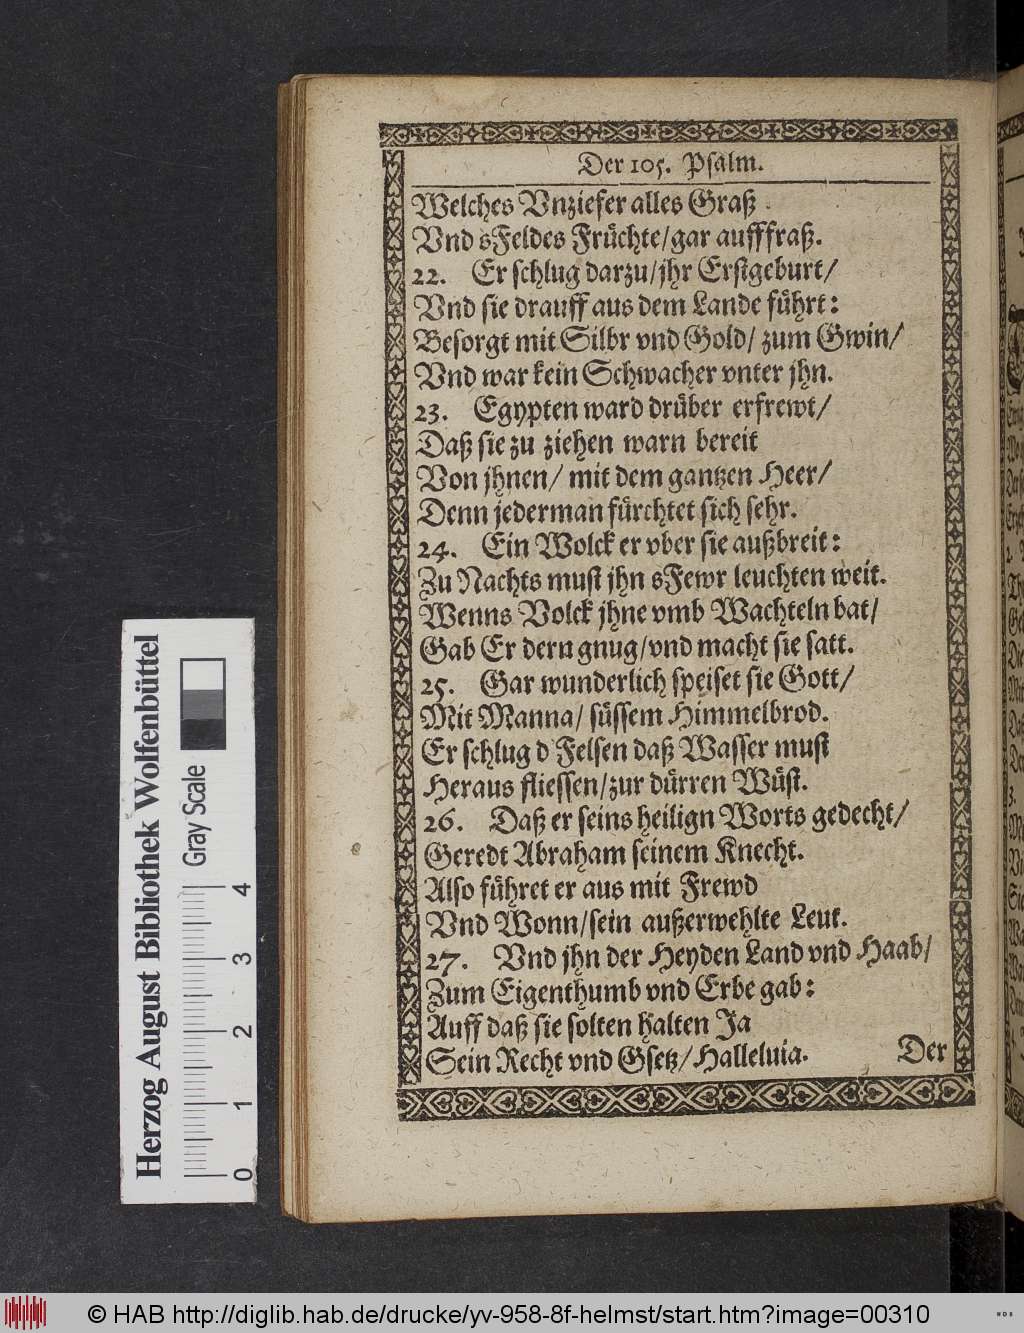 Der 105. Psalm.
Welches Vnziefer alles Graß
Vnd sFeldes Früchte/gar aufffraß.
22. Er schlug darzu/jhr Erstgeburt/
Vnd sie drauff aus dem Lande führt:
Besorgt mit Silbr vnd Gold/ zum Gwin/
Vnd war kein Schwacher vnter jhn.
23. Egypten ward drüber erfrewt/
Daß sie zu ziehen warn bereit
Von jhnen/ mit dem gantzen Heer/
Denn jederman fürchtet sich sehr.
24. Ein Wolck er vber sie außbreit:
Zu Nachts must jhn sFewr leuchten weit.
Wenns Volck jhne vmb Wachteln bat/
Gab Er dern gnug/vnd macht sie satt.
25. Gar wunderlich speiset sie Gott/
Mit Manna/ süssem Himmelbrod.
Er schlug d Felsen daß Wasser must
Heraus fliessen/zur dürren Wüst.
26. Daß er seins heilign Worts gedecht/
Geredt Abraham seinem Knecht.
Also führet er aus mit Frewd
Vnd Wonn/sein außerwehlte Leut.
27. Vnd jhn der Heyden Land vnd Haab/
Zum Eigenthumb vnd Erbe gab:
Auff daß sie solten halten Ja
Sein Recht vnd Gsetz/ Halleluia.
Der
Herzog August Bibliothek Wolfenbüttel
Gray Scale
0 1 2 3 4
© HAB http://diglib.hab.de/drucke/yv-958-8f-helmst/start.htm?image=00310